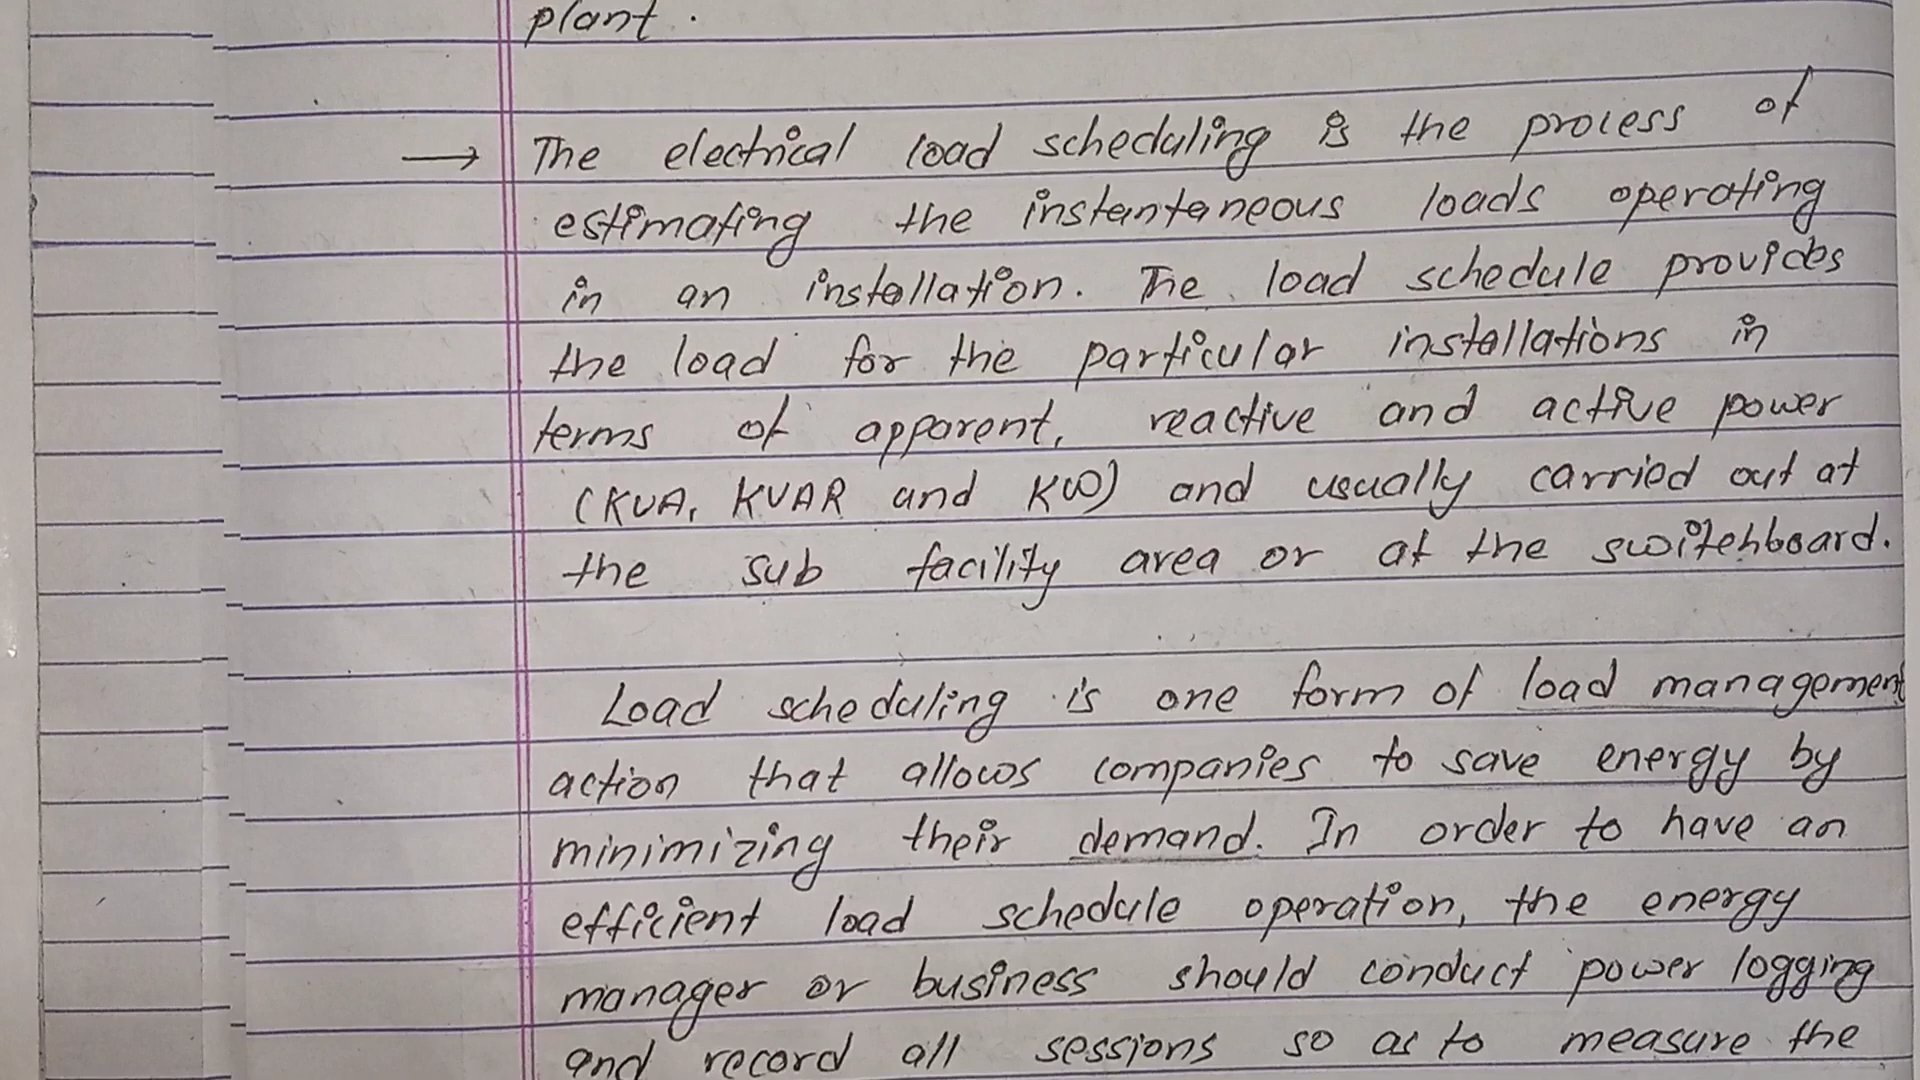 plant.
→ The electrical load scheduling is the process of
estimating the instantaneous loads operating
in an installation. The load schedule provides
the load for the particular installations in
terms of apparent, reactive and active power
(KVA, KVAR and KW) and usually carried out at
the sub facility area or at the switchboard.
Load scheduling is one form of load management
action that allows companies to save energy by
minimizing their demand. In order to have an
efficient load schedule operation, the energy
manager or business should conduct power logging
and record all sessions so as to measure the